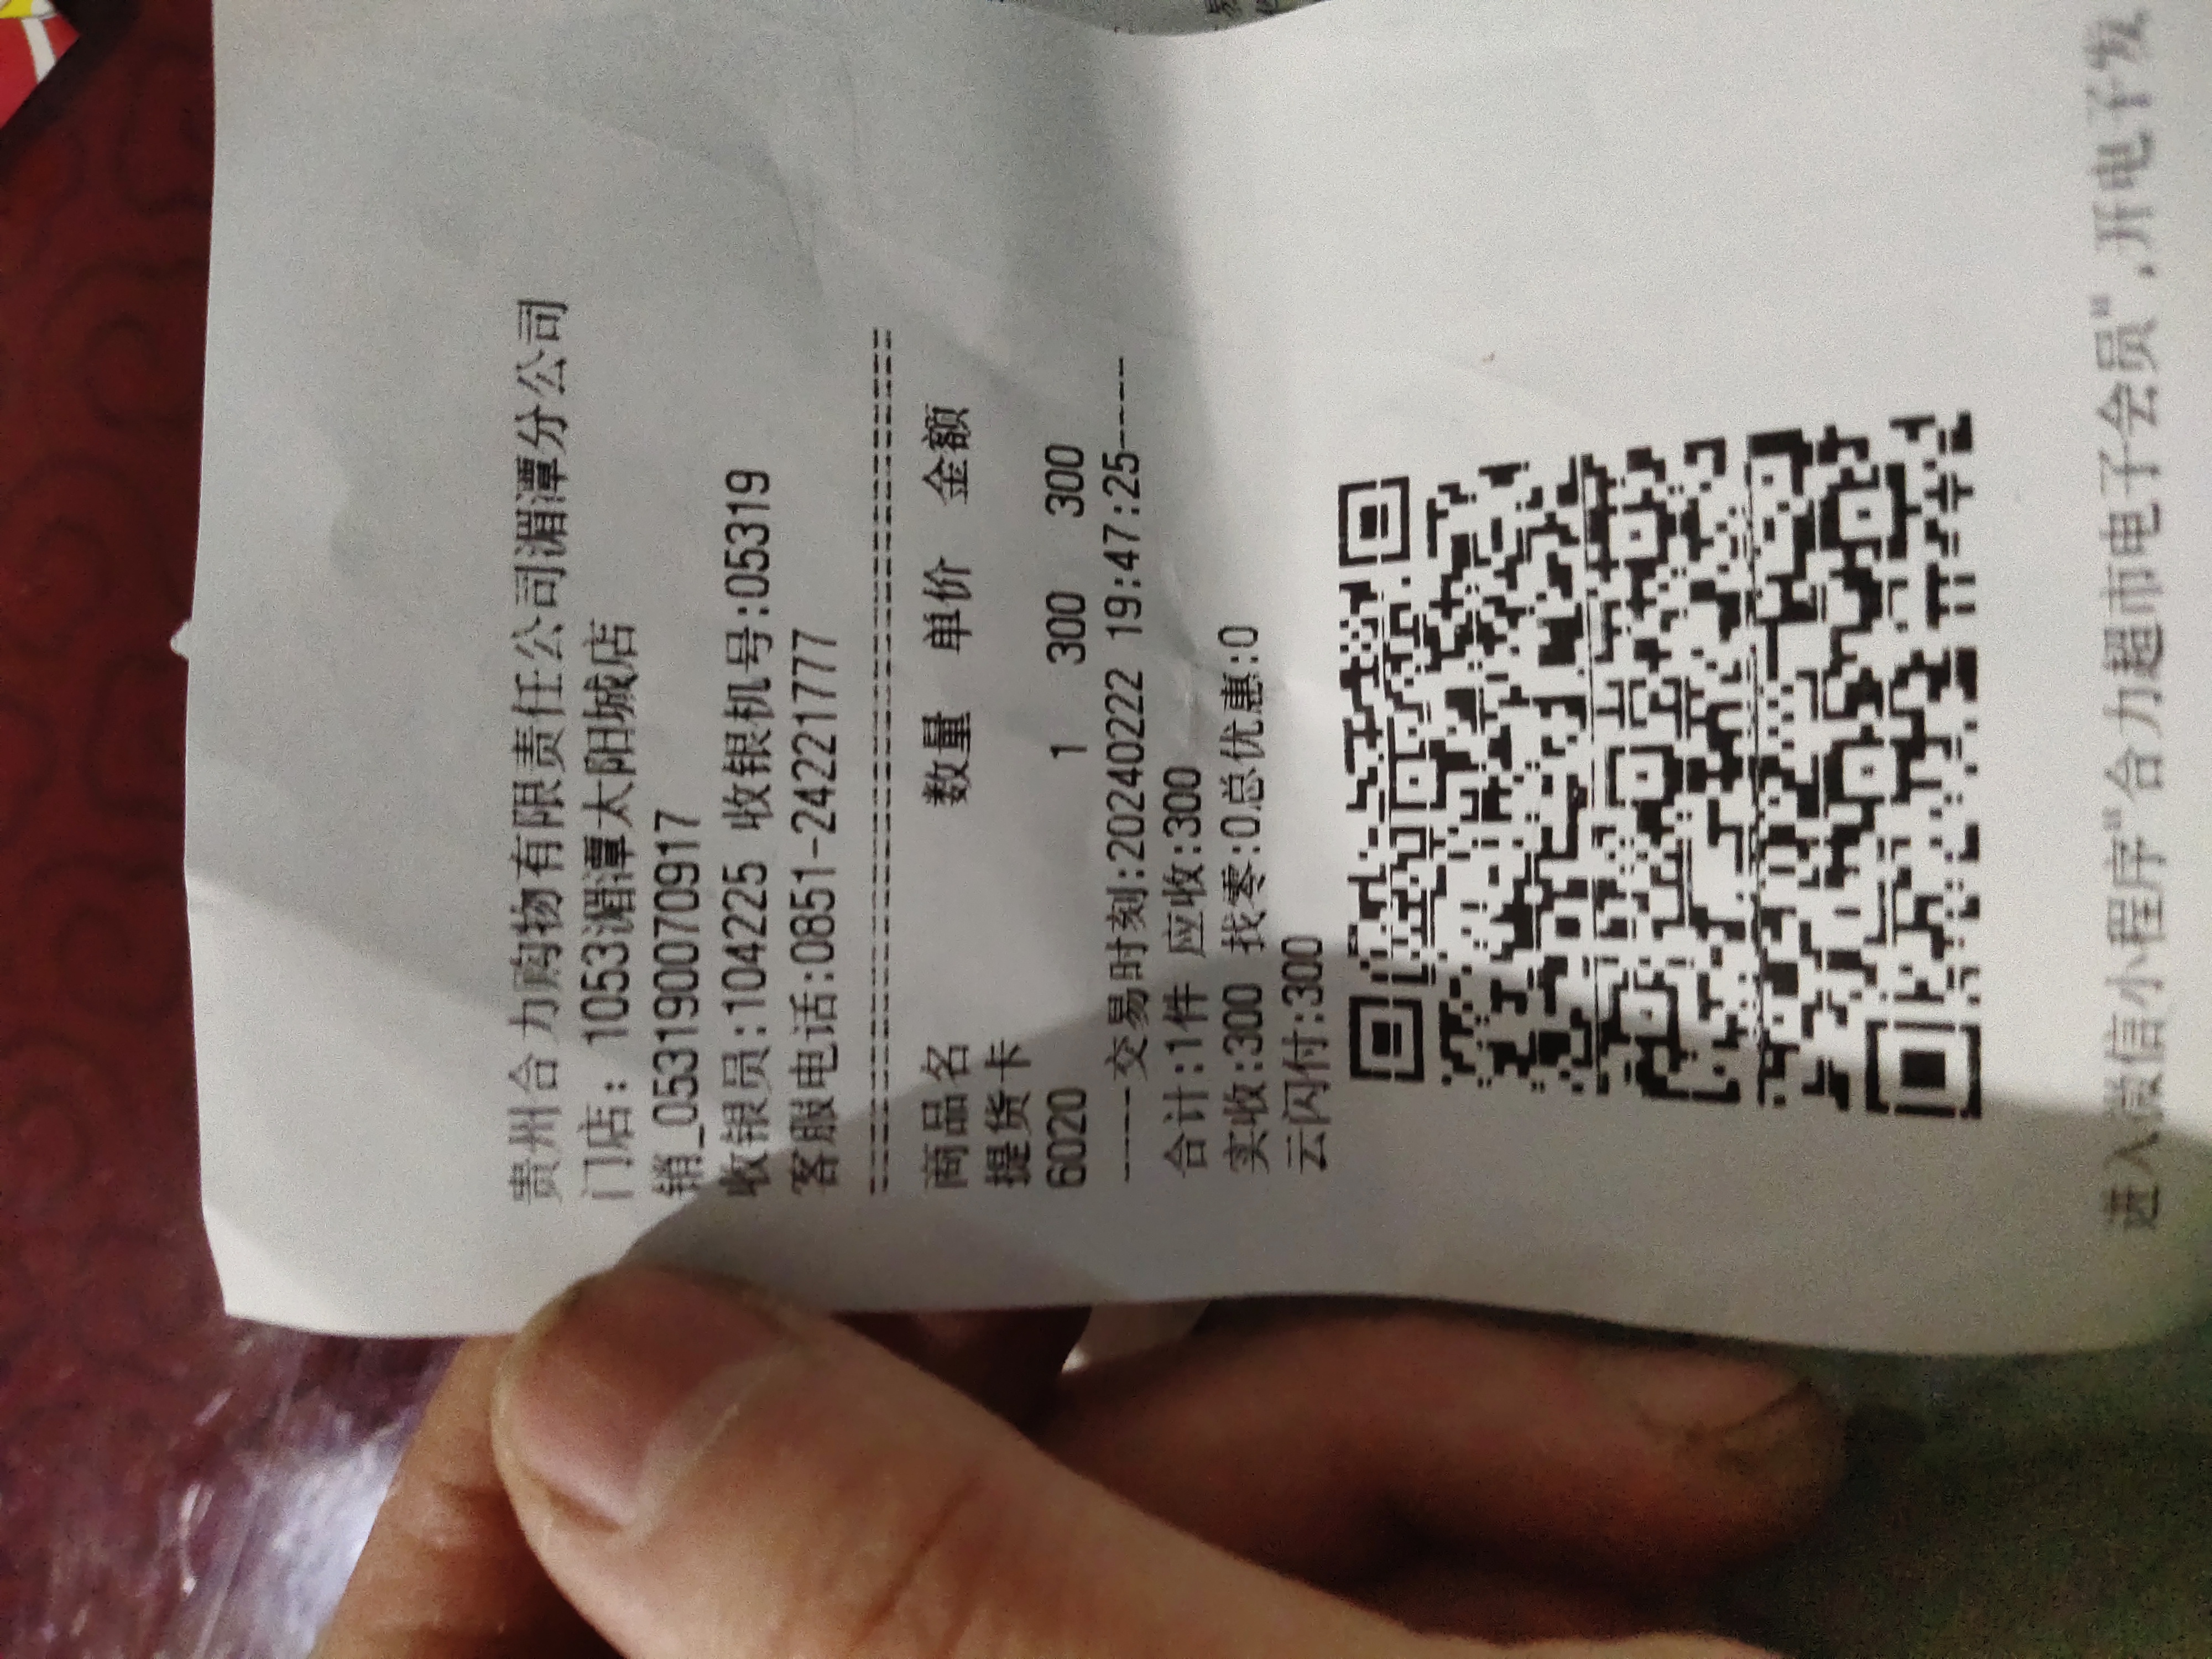 贵州合力购物有限责任公司湄潭分公司
门店: 1053湄潭太阳城店
销_053190070917
收银员:104225 收银机号:05319
客服电话:0851-24221777
================================
商品名 数量 单价 金额
提货卡
6020 1 300 300
-----交易时刻:20240222 19:47:25-----
合计:1件 应收:300
实收:300 找零:0总优惠:0
云闪付:300
进入微信小程序"合力超市电子会员",开电子发